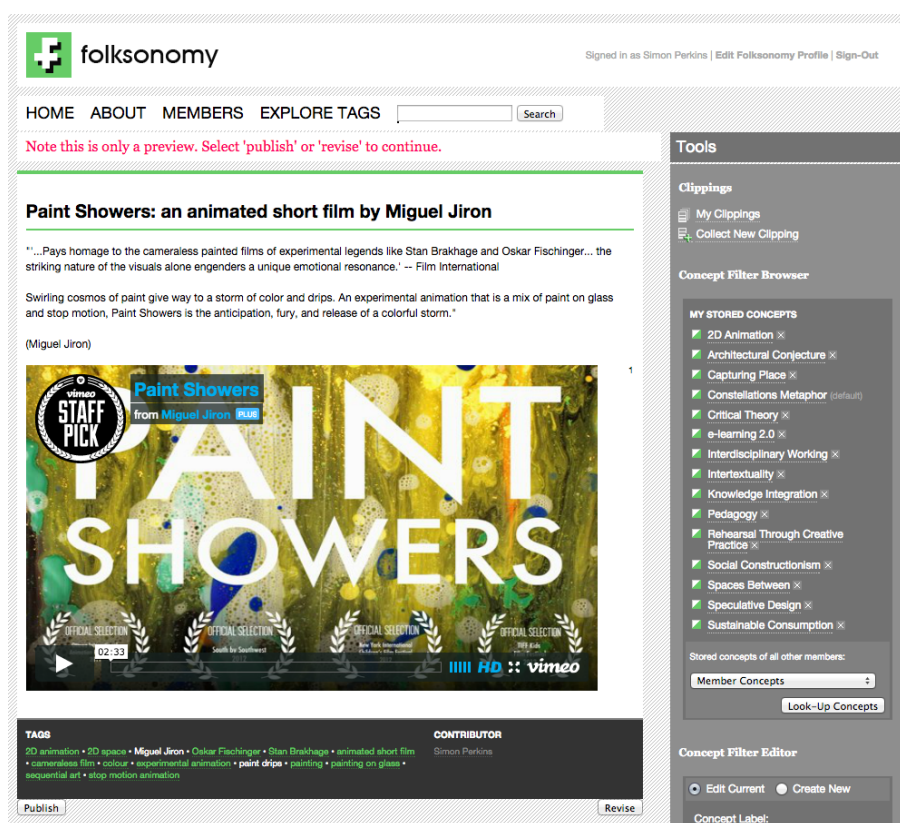 folksonomy
Signed in as Simon Perkins | Edit Folksonomy Profile | Sign-Out
HOME ABOUT MEMBERS EXPLORE TAGS Search
Note this is only a preview. Select 'publish' or 'revise' to continue.
Paint Showers: an animated short film by Miguel Jiron
"'...Pays homage to the cameraless painted films of experimental legends like Stan Brakhage and Oskar Fischinger... the
striking nature of the visuals alone engenders a unique emotional resonance.' -- Film International
Swirling cosmos of paint give way to a storm of color and drips. An experimental animation that is a mix of paint on glass
and stop motion, Paint Showers is the anticipation, fury, and release of a colorful storm."
(Miguel Jiron)
1
vimeo
STAFF
PICK
Paint Showers
from Miguel Jiron PLUS
PAINT
SHOWERS
OFFICIAL SELECTION
OFFICIAL SELECTION
South by Southwest
OFFICIAL SELECTION
New York International
Children's Film Festival
OFFICIAL SELECTION
TIFF Kids
02:33
HD vimeo
TAGS
2D animation • 2D space • Miguel Jiron • Oskar Fischinger • Stan Brakhage • animated short film
• cameraless film • colour • experimental animation • paint drips • painting • painting on glass •
sequential art • stop motion animation
CONTRIBUTOR
Simon Perkins
Publish
Revise
Tools
Clippings
My Clippings
Collect New Clipping
Concept Filter Browser
MY STORED CONCEPTS
2D Animation
Architectural Conjecture
Capturing Place
Constellations Metaphor (default)
Critical Theory
e-learning 2.0
Interdisciplinary Working
Intertextuality
Knowledge Integration
Pedagogy
Rehearsal Through Creative
Practice
Social Constructionism
Spaces Between
Speculative Design
Sustainable Consumption
Stored concepts of all other members:
Member Concepts
Look-Up Concepts
Concept Filter Editor
Edit Current Create New
Concept Label: